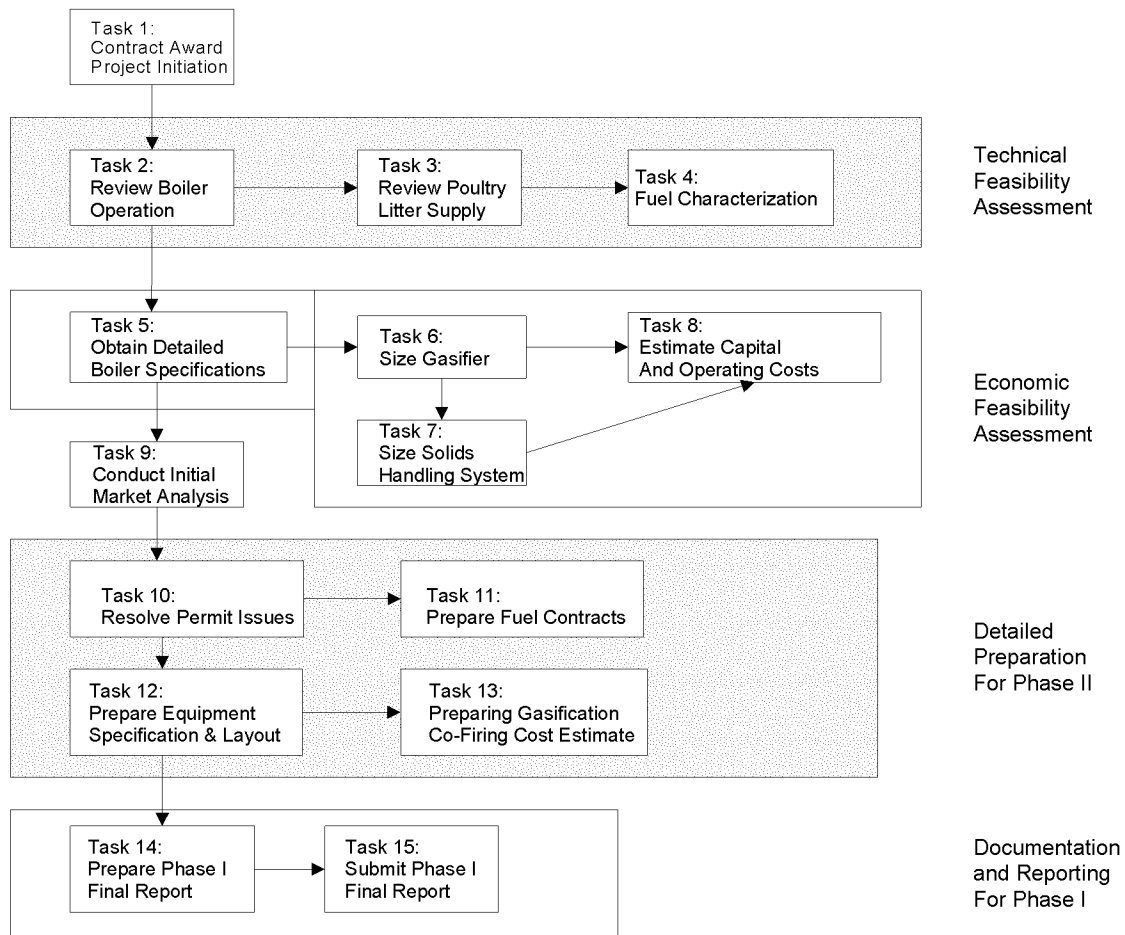 Task 1:
Contract Award
Project Initiation
Task 2:
Review Boiler
Operation
Task 3:
Review Poultry
Litter Supply
Task 4:
Fuel Characterization
Technical
Feasibility
Assessment
Task 5:
Obtain Detailed
Boiler Specifications
Task 6:
Size Gasifier
Task 8:
Estimate Capital
And Operating Costs
Task 7:
Size Solids
Handling System
Economic
Feasibility
Assessment
Task 9:
Conduct Initial
Market Analysis
Task 10:
Resolve Permit Issues
Task 11:
Prepare Fuel Contracts
Task 12:
Prepare Equipment
Specification & Layout
Task 13:
Preparing Gasification
Co-Firing Cost Estimate
Detailed
Preparation
For Phase II
Task 14:
Prepare Phase I
Final Report
Task 15:
Submit Phase I
Final Report
Documentation
and Reporting
For Phase I